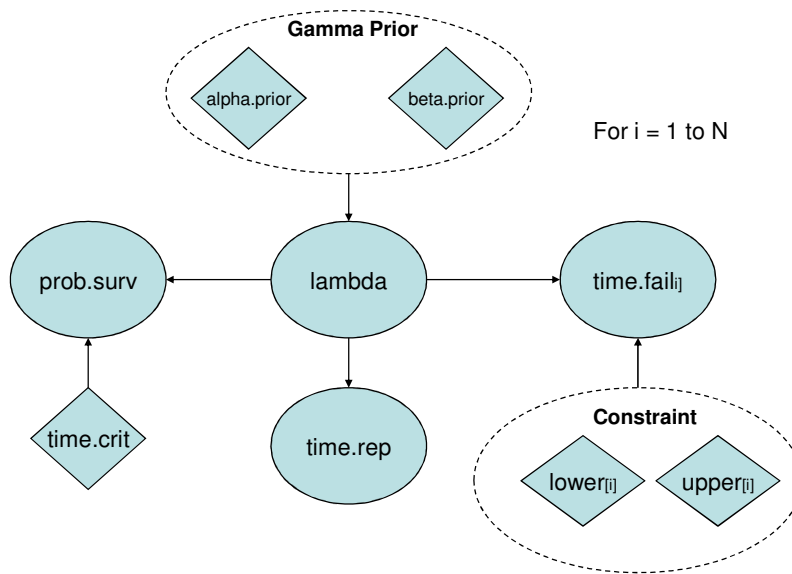 Gamma Prior
alpha.prior
beta.prior
For i = 1 to N
prob.surv
lambda
time.faili]
time.crit
time.rep
Constraint
lower[i]
upper[i]